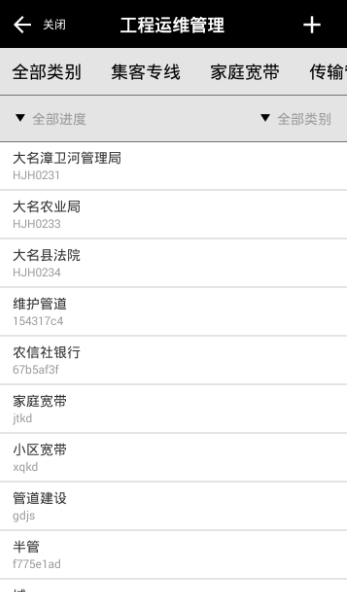 关闭 工程运维管理
全部类别 集客专线 家庭宽带 传输
全部进度 全部类别
大名漳卫河管理局
HJH0231
大名农业局
HJH0233
大名县法院
HJH0234
维护管道
154317c4
农信社银行
67b5af3f
家庭宽带
jtkd
小区宽带
xqkd
管道建设
gdjs
半管
f775e1ad